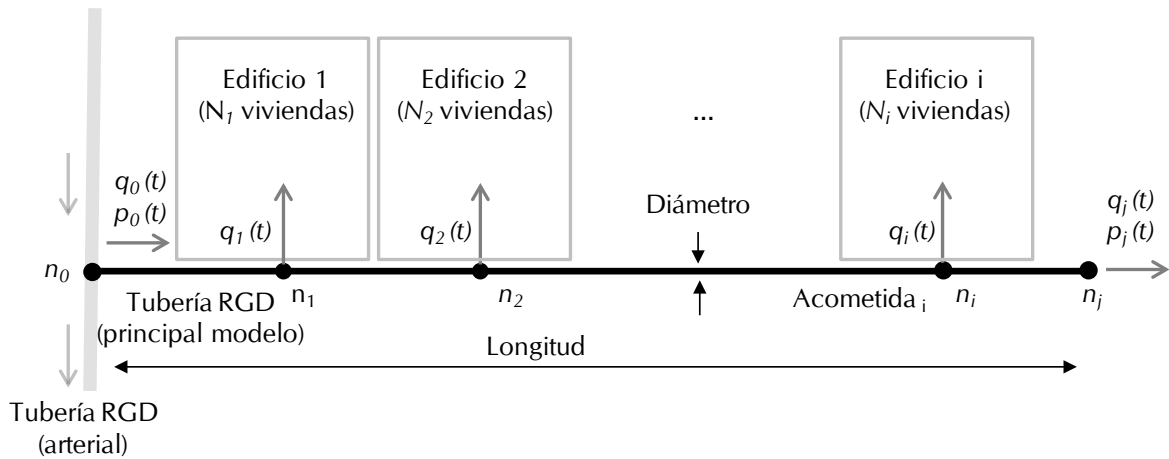 Edificio 1
(N1 viviendas)
Edificio 2
(N2 viviendas)
...
Edificio i
(Ni viviendas)
q0(t)
p0(t)
q1(t)
q2(t)
Diámetro
qi(t)
qj(t)
pj(t)
n0
n1
n2
Acometida i
ni
nj
Tubería RGD
(principal modelo)
Longitud
Tubería RGD
(arterial)